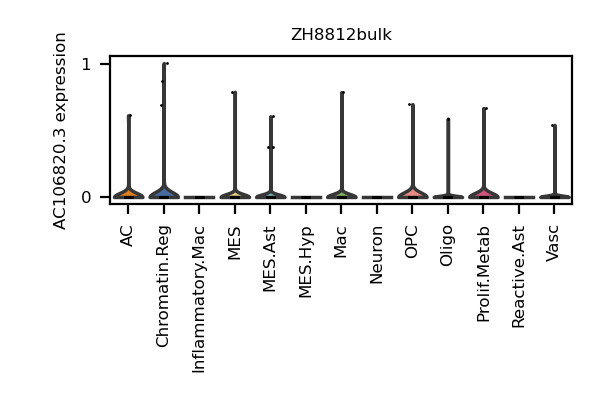 ZH8812bulk
AC106820.3 expression
1
0
AC
Chromatin.Reg
Inflammatory.Mac
MES
MES.Ast
MES.Hyp
Mac
Neuron
OPC
Oligo
Prolif.Metab
Reactive.Ast
Vasc